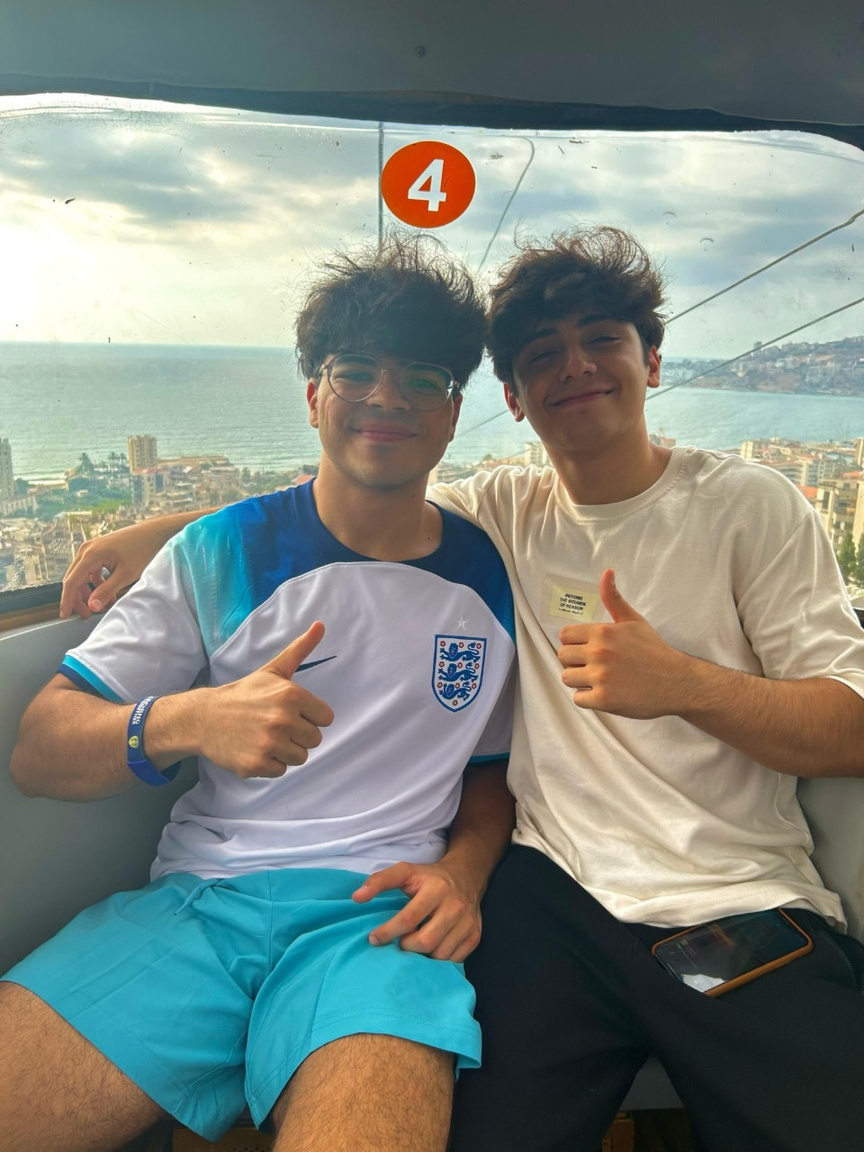 4
BEYOND
THE BOUNDS
OF REASON